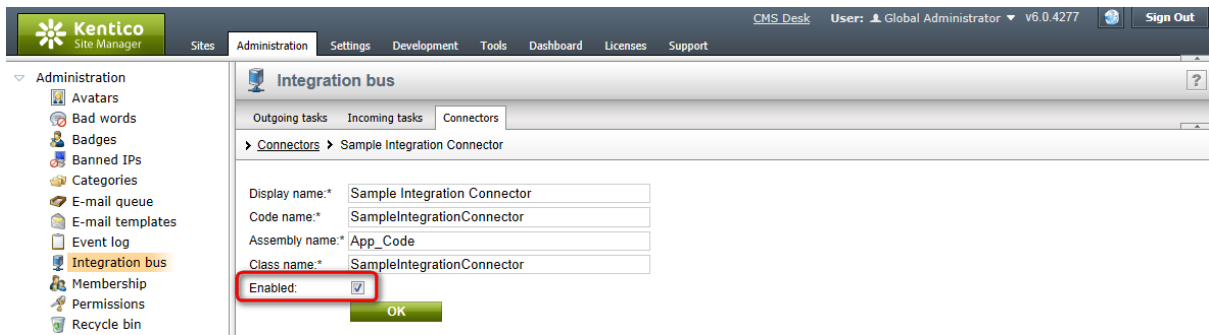 CMS Desk User: Global Administrator ▼ v6.0.4277 Sign Out
Kentico
Site Manager
Sites Administration Settings Development Tools Dashboard Licenses Support
Administration
Avatars
Bad words
Badges
Banned IPs
Categories
E-mail queue
E-mail templates
Event log
Integration bus
Membership
Permissions
Recycle bin
Integration bus ?
Outgoing tasks Incoming tasks Connectors
> Connectors > Sample Integration Connector
Display name:* Sample Integration Connector
Code name:* SampleIntegrationConnector
Assembly name:* App_Code
Class name:* SampleIntegrationConnector
Enabled:
OK